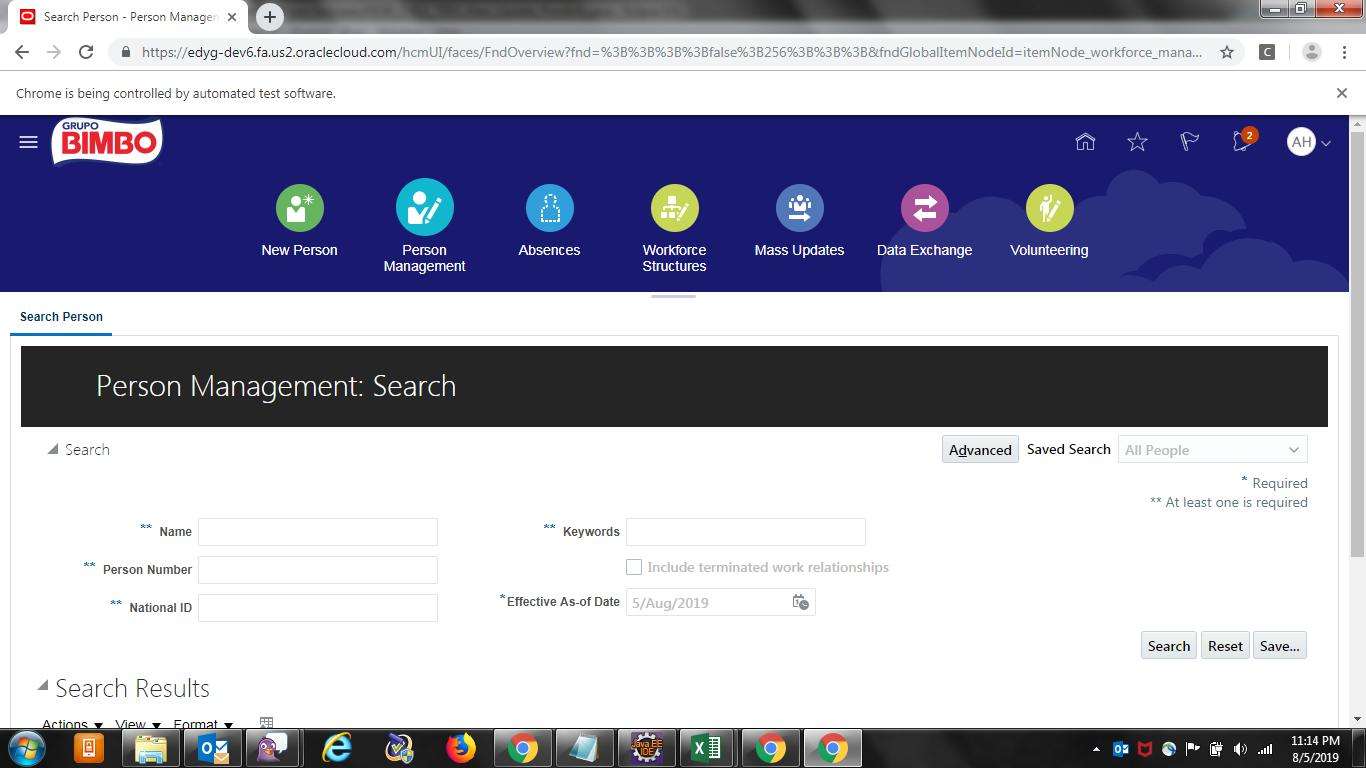 Search Person - Person Managen
https://edyg-dev6.fa.us2.oraclecloud.com/hcmUI/faces/FndOverview?fnd=%3B%3B%3B%3Bfalse%3B256%3B%3B%3B&fndGlobalItemNodeId=itemNode_workforce_mana...
C
Chrome is being controlled by automated test software.
GRUPO
BIMBO
2
AH
New Person
Person Management
Absences
Workforce Structures
Mass Updates
Data Exchange
Volunteering
Search Person
Person Management: Search
Search
Advanced
Saved Search
All People
* Required
** At least one is required
** Name
** Keywords
** Person Number
Include terminated work relationships
** National ID
*Effective As-of Date
5/Aug/2019
Search
Reset
Save...
Search Results
Actions
View
Format
Java EE
IDE
11:14 PM
8/5/2019